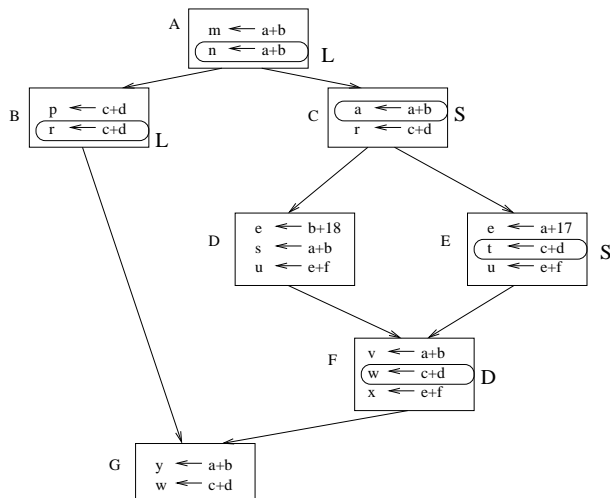 A
m ← a+b
n ← a+b L
B
p ← c+d
r ← c+d L
C
a ← a+b S
r ← c+d
D
e ← b+18
s ← a+b
u ← e+f
E
e ← a+17
t ← c+d S
u ← e+f
F
v ← a+b
w ← c+d D
x ← e+f
G
y ← a+b
w ← c+d